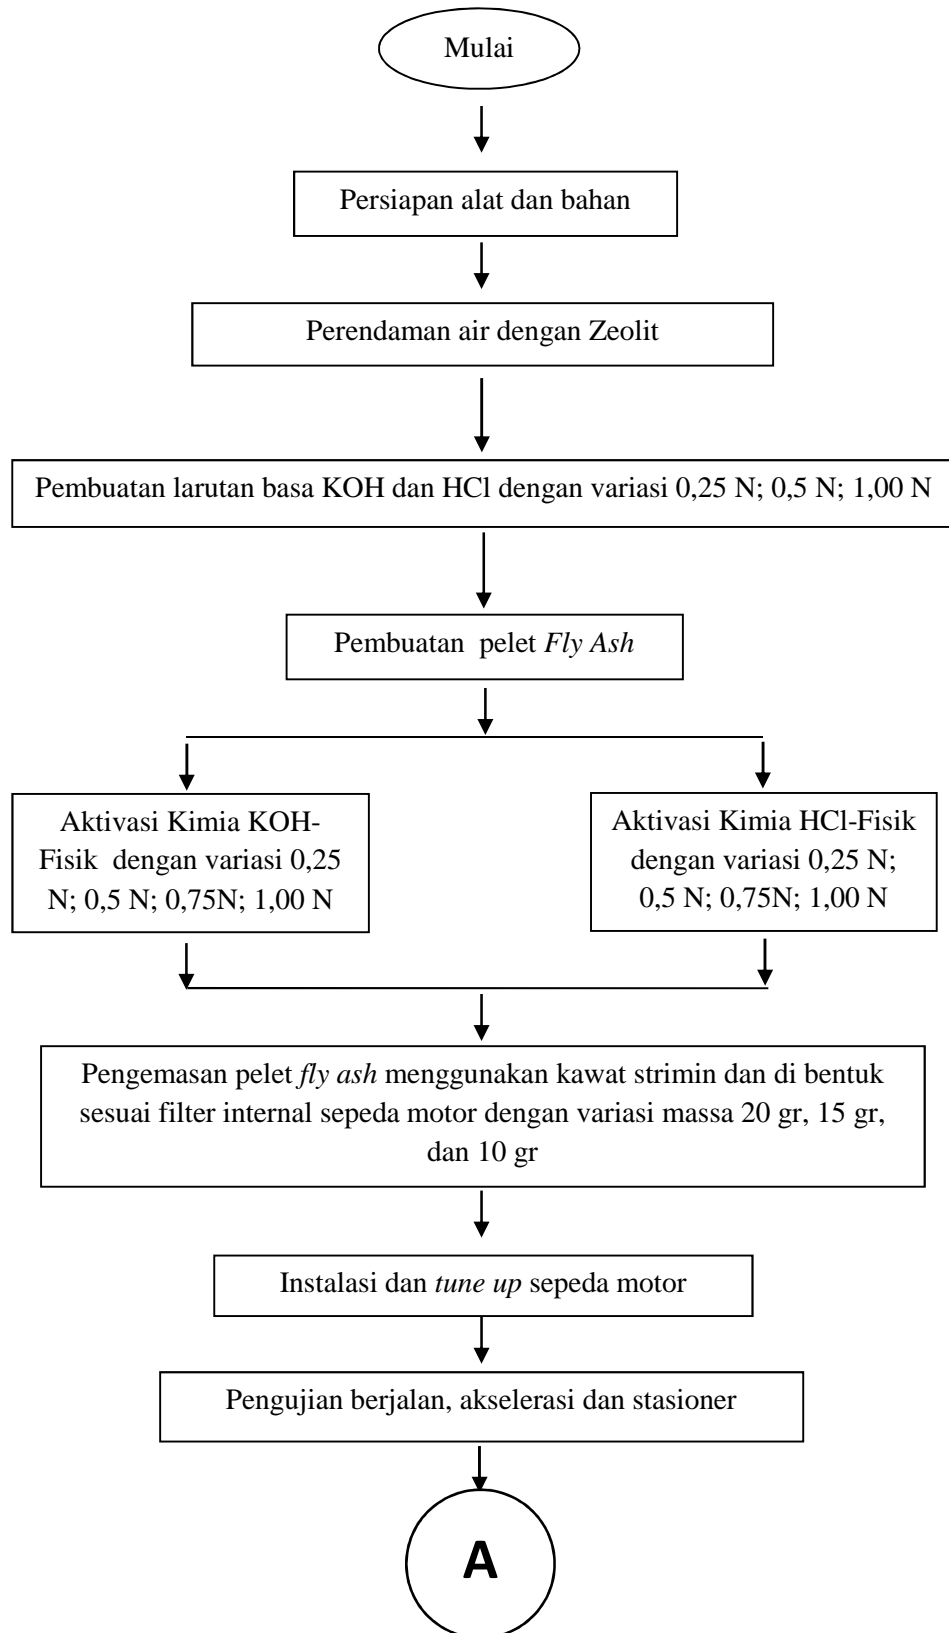 Mulai
Persiapan alat dan bahan
Perendaman air dengan Zeolit
Pembuatan larutan basa KOH dan HCl dengan variasi 0,25 N; 0,5 N; 1,00 N
Pembuatan pelet Fly Ash
Aktivasi Kimia KOH-
Fisik dengan variasi 0,25
N; 0,5 N; 0,75N; 1,00 N
Aktivasi Kimia HCl-Fisik
dengan variasi 0,25 N;
0,5 N; 0,75N; 1,00 N
Pengemasan pelet fly ash menggunakan kawat strimin dan di bentuk
sesuai filter internal sepeda motor dengan variasi massa 20 gr, 15 gr,
dan 10 gr
Instalasi dan tune up sepeda motor
Pengujian berjalan, akselerasi dan stasioner
A